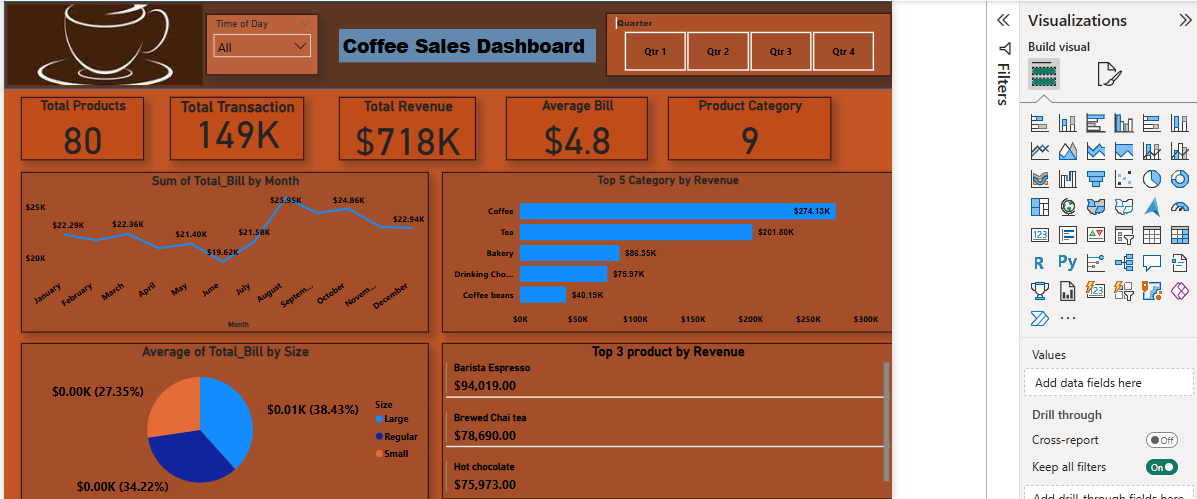 Time of Day
All
Coffee Sales Dashboard
Quarter
Qtr 1
Qtr 2
Qtr 3
Qtr 4
Total Products
80
Total Transaction
149K
Total Revenue
$718K
Average Bill
$4.8
Product Category
9
Sum of Total_Bill by Month
$25K
$20K
$22.29K
$22.36K
$21.40K
$19.62K
$21.58K
$25.95K
$24.86K
$22.94K
January
February
March
April
May
June
July
August
Septem...
October
Novem...
December
Month
Top 5 Category by Revenue
Coffee
$274.13K
Tea
$201.80K
Bakery
$86.35K
Drinking Cho...
$75.97K
Coffee beans
$40.15K
$0K
$50K
$100K
$150K
$200K
$250K
$300K
Average of Total_Bill by Size
$0.00K (27.35%)
$0.01K (38.43%)
$0.00K (34.22%)
Size
Large
Regular
Small
Top 3 product by Revenue
Barista Espresso
$94,019.00
Brewed Chai tea
$78,690.00
Hot chocolate
$75,973.00
Filters
Visualizations
Build visual
123
R
Py
123
...
Values
Add data fields here
Drill through
Cross-report
Off
Keep all filters
On
Add drill-through fields here